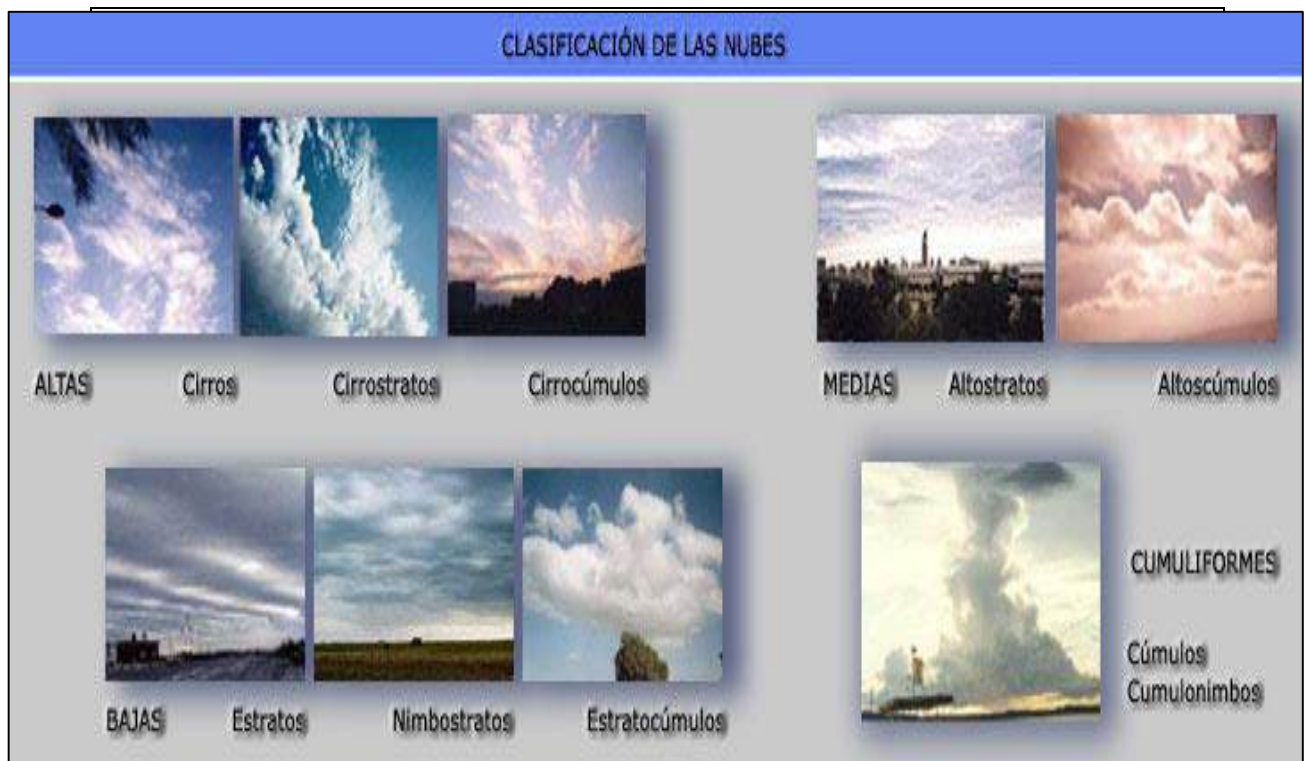 CLASIFICACIÓN DE LAS NUBES
ALTAS Cirros Cirrostratos Cirrocúmulos
MEDIAS Altostratos Altoscúmulos
BAJAS Estratos Nimbostratos Estratocúmulos
CUMULIFORMES
Cúmulos
Cumulonimbos